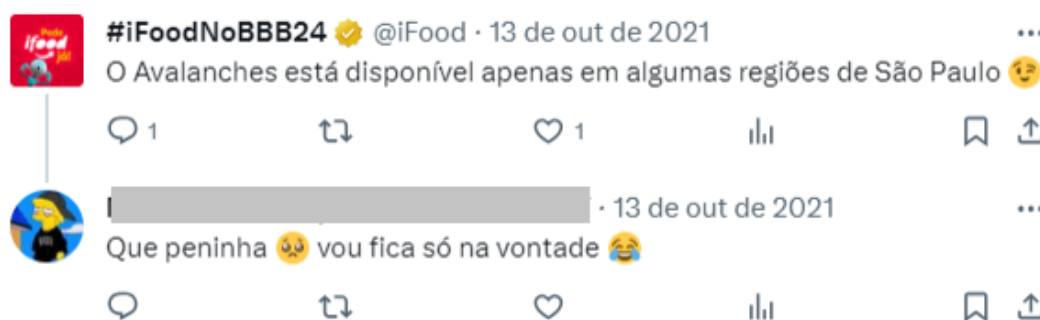 #iFoodNoBBB24 @iFood · 13 de out de 2021
O Avalanches está disponível apenas em algumas regiões de São Paulo 😉
1 1
· 13 de out de 2021
Que peninha 🥺 vou fica só na vontade 😂